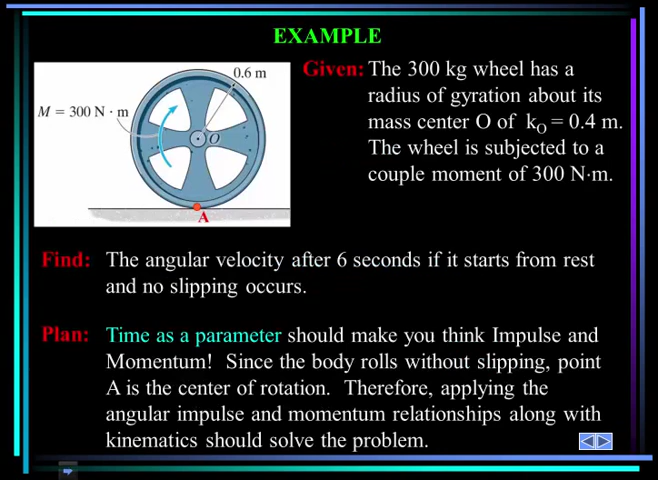 EXAMPLE
0.6 m
M = 300 N · m
O
A
Given: The 300 kg wheel has a
radius of gyration about its
mass center O of kO = 0.4 m.
The wheel is subjected to a
couple moment of 300 N·m.
Find: The angular velocity after 6 seconds if it starts from rest
and no slipping occurs.
Plan: Time as a parameter should make you think Impulse and
Momentum! Since the body rolls without slipping, point
A is the center of rotation. Therefore, applying the
angular impulse and momentum relationships along with
kinematics should solve the problem.